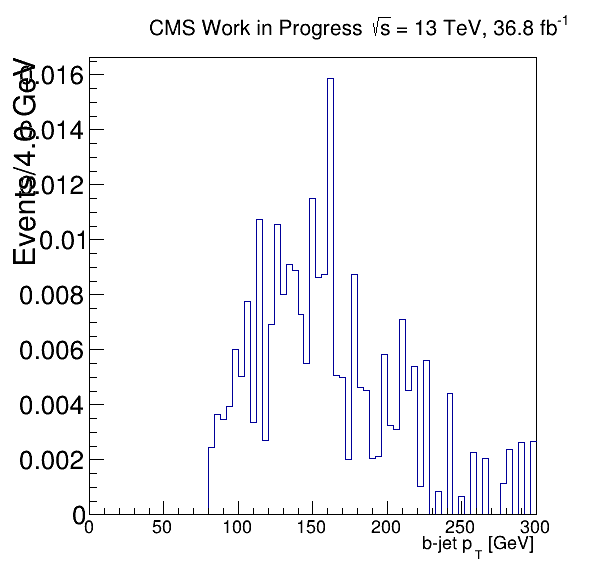 CMS Work in Progress √s = 13 TeV, 36.8 fb⁻¹
Events/4.0 GeV
0.016
0.014
0.012
0.01
0.008
0.006
0.004
0.002
0
0 50 100 150 200 250 300
b-jet p_T [GeV]